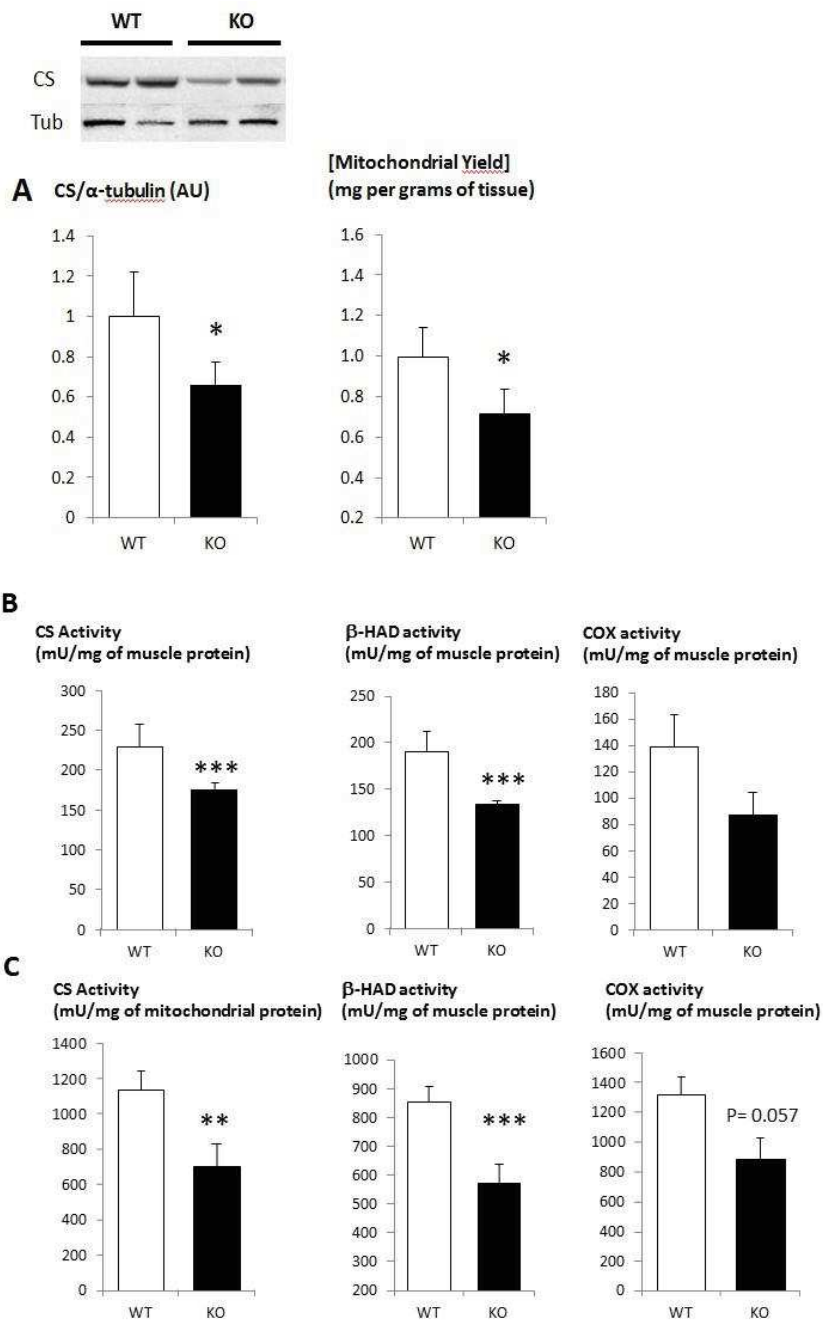 WT KO
CS
Tub
A
CS/α-tubulin (AU)
1.4
1.2
1
0.8
0.6
0.4
0.2
0
*
WT KO
[Mitochondrial Yield]
(mg per grams of tissue)
1.6
1.4
1.2
1.0
0.8
0.6
0.4
0.2
*
WT KO
B
CS Activity
(mU/mg of muscle protein)
300
250
200
150
100
50
0
***
WT KO
β-HAD activity
(mU/mg of muscle protein)
250
200
150
100
50
0
***
WT KO
COX activity
(mU/mg of muscle protein)
180
160
140
120
100
80
60
40
20
0
WT KO
C
CS Activity
(mU/mg of mitochondrial protein)
1400
1200
1000
800
600
400
200
0
**
WT KO
β-HAD activity
(mU/mg of muscle protein)
1000
900
800
700
600
500
400
300
200
***
WT KO
COX activity
(mU/mg of muscle protein)
1600
1400
1200
1000
800
600
400
200
0
P= 0.057
WT KO